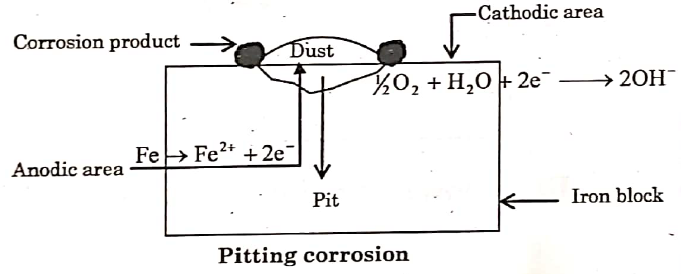 Cathodic area
Corrosion product
Dust
½O₂ + H₂O + 2e⁻ ⟶ 2OH⁻
Fe → Fe²⁺ + 2e⁻
Anodic area
Pit
Iron block
Pitting corrosion